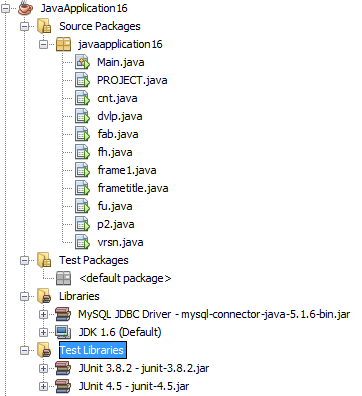 JavaApplication16
Source Packages
javaapplication16
Main.java
PROJECT.java
cnt.java
dvlp.java
fab.java
fh.java
frame1.java
frametitle.java
fu.java
p2.java
vrsn.java
Test Packages
<default package>
Libraries
MySQL JDBC Driver - mysql-connector-java-5.1.6-bin.jar
JDK 1.6 (Default)
Test Libraries
JUnit 3.8.2 - junit-3.8.2.jar
JUnit 4.5 - junit-4.5.jar